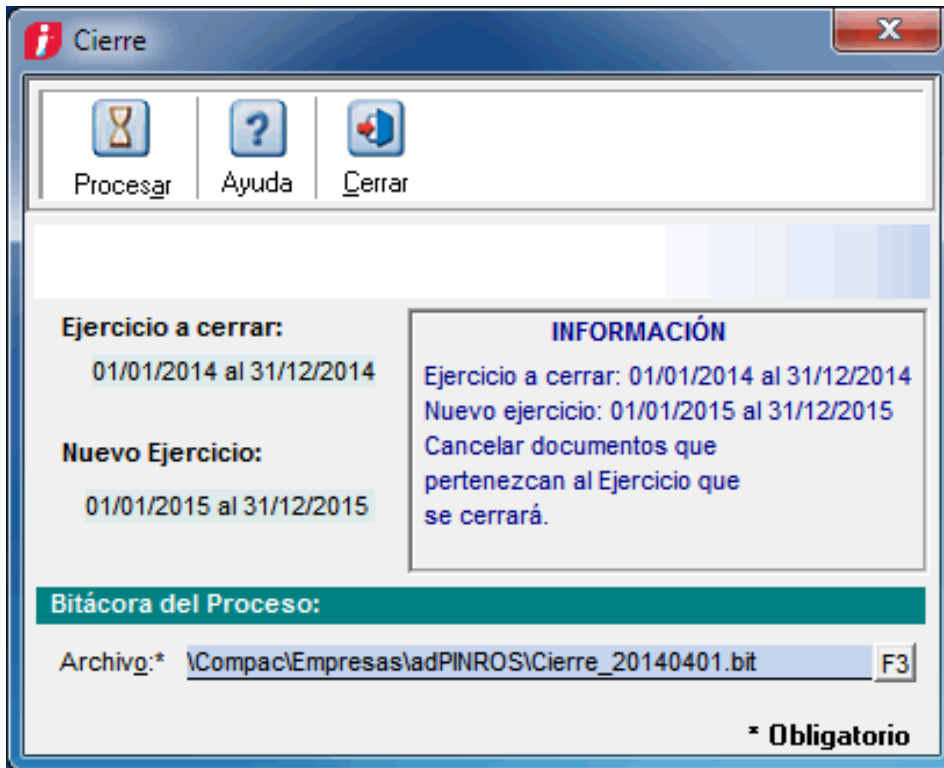 Cierre
Procesar
Ayuda
Cerrar
Ejercicio a cerrar:
01/01/2014 al 31/12/2014
Nuevo Ejercicio:
01/01/2015 al 31/12/2015
INFORMACIÓN
Ejercicio a cerrar: 01/01/2014 al 31/12/2014
Nuevo ejercicio: 01/01/2015 al 31/12/2015
Cancelar documentos que
pertenezcan al Ejercicio que
se cerrará.
Bitácora del Proceso:
Archivo:* \Compac\Empresas\adPINROS\Cierre_20140401.bit F3
* Obligatorio